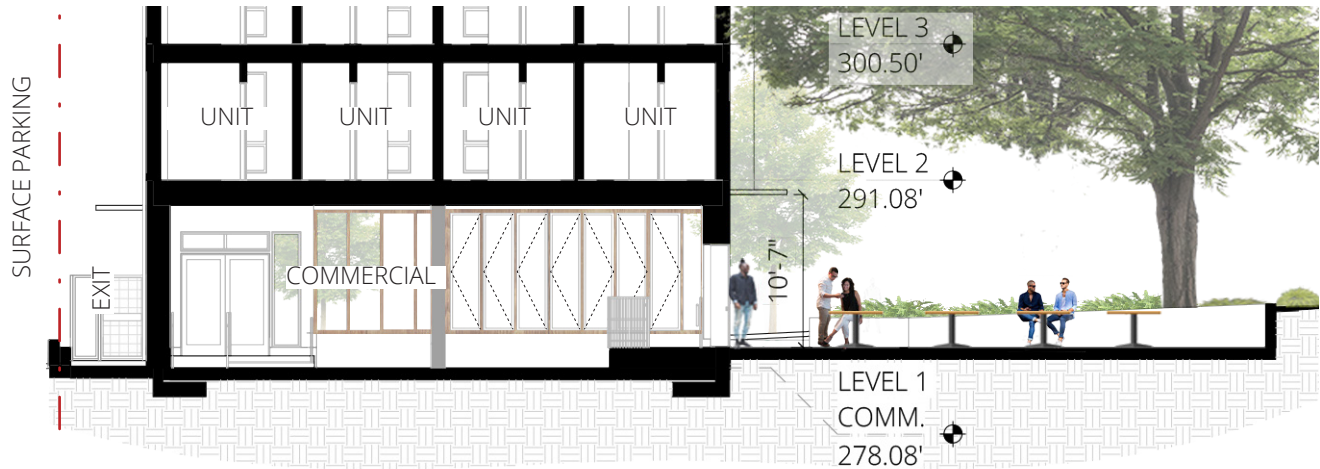 SURFACE PARKING
EXIT
UNIT
UNIT
UNIT
UNIT
COMMERCIAL
10'-7"
LEVEL 3
300.50'
LEVEL 2
291.08'
LEVEL 1
COMM.
278.08'